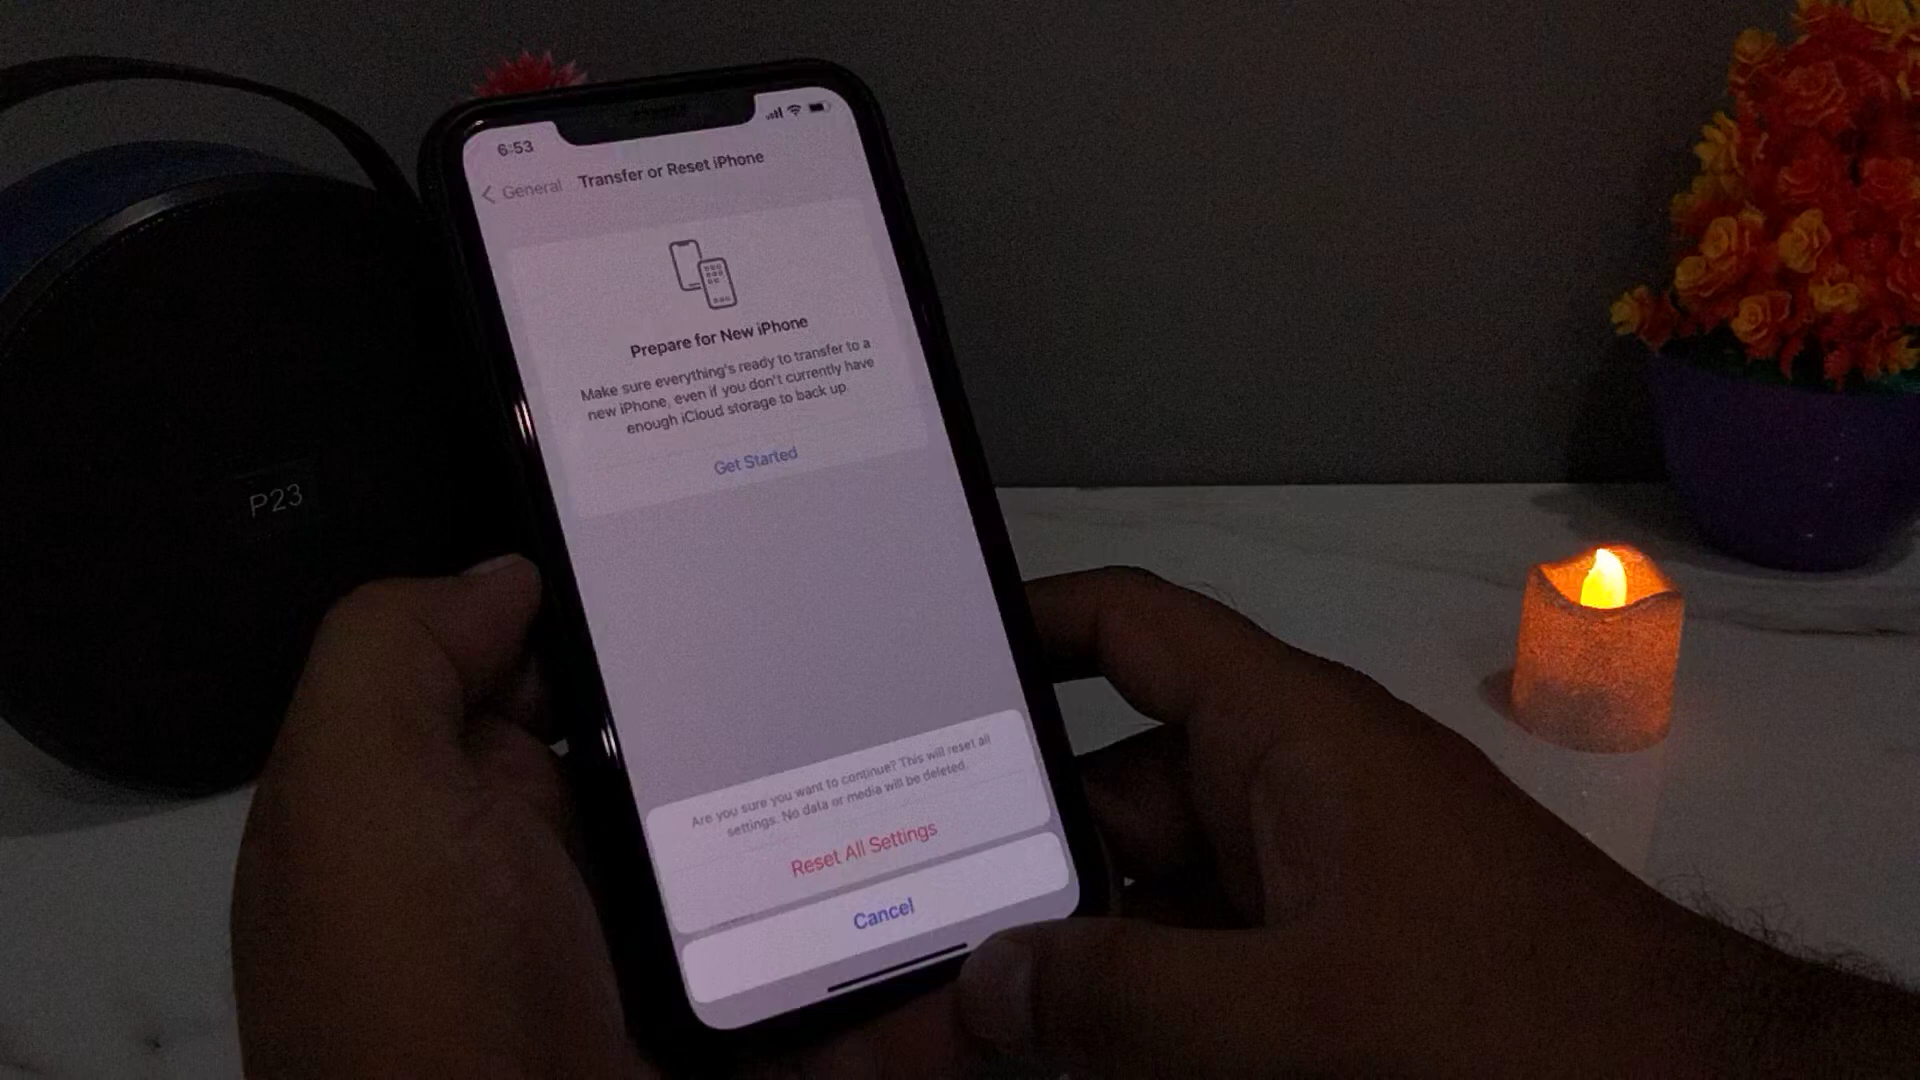 6:53
General
Transfer or Reset iPhone
Prepare for New iPhone
Make sure everything's ready to transfer to a
new iPhone, even if you don't currently have
enough iCloud storage to back up.
Get Started
P23
Are you sure you want to continue? This will reset all
settings. No data or media will be deleted.
Reset All Settings
Cancel